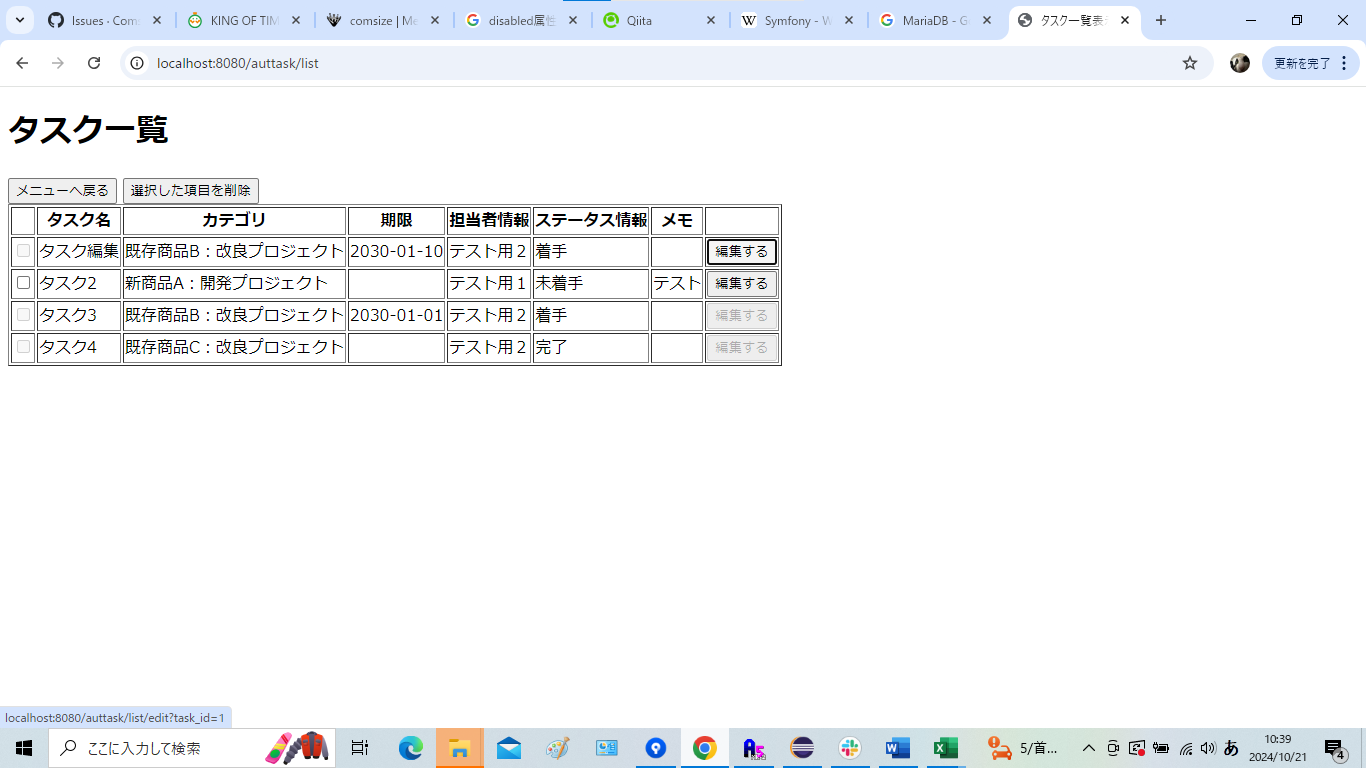 Issues · Com
KING OF TIM
comsize | Me
disabled属性
Qiita
Symfony - W
MariaDB - G
タスク一覧表
localhost:8080/auttask/list
更新を完了
タスク一覧
メニューへ戻る 選択した項目を削除
タスク名 カテゴリ 期限 担当者情報 ステータス情報 メモ
タスク編集 既存商品B：改良プロジェクト 2030-01-10 テスト用２ 着手 編集する
タスク2 新商品A：開発プロジェクト テスト用１ 未着手 テスト 編集する
タスク3 既存商品B：改良プロジェクト 2030-01-01 テスト用２ 着手 編集する
タスク4 既存商品C：改良プロジェクト テスト用２ 完了 編集する
localhost:8080/auttask/list/edit?task_id=1
ここに入力して検索
5/首...
あ
10:39
2024/10/21
4